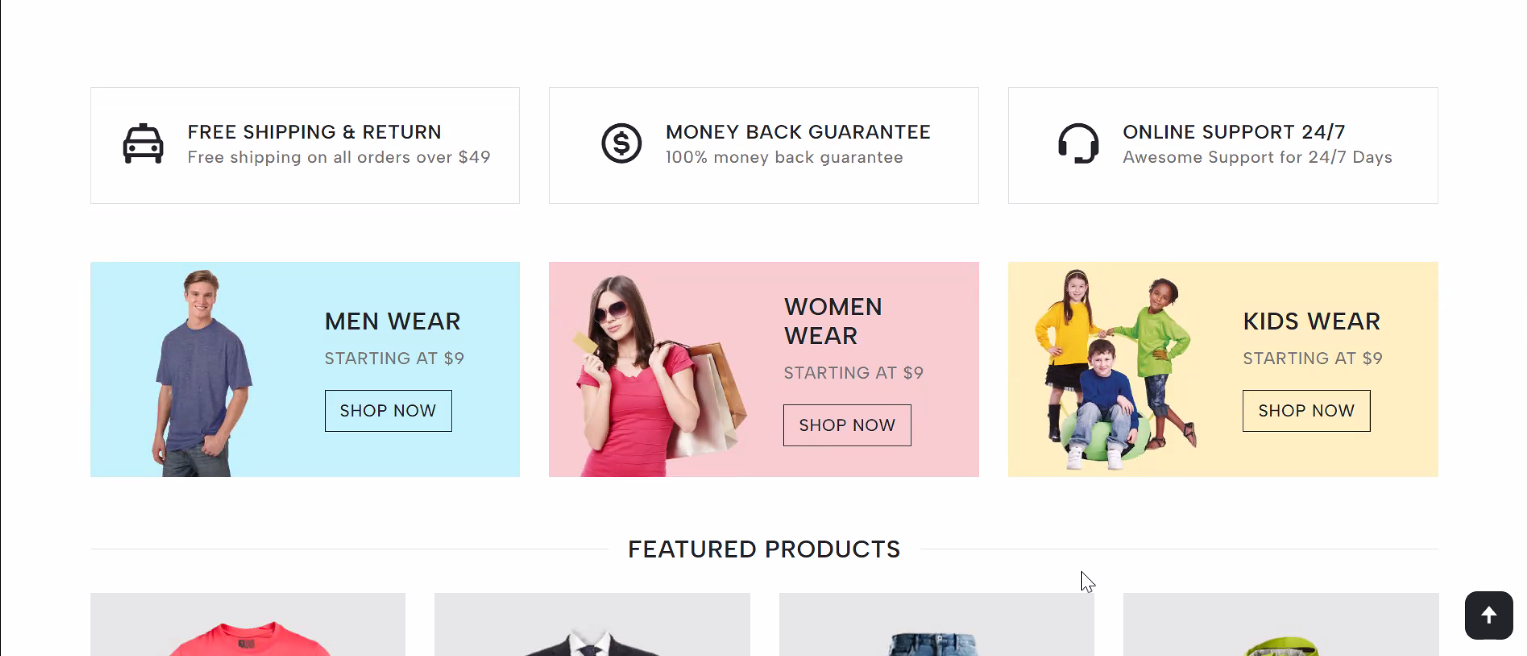 FREE SHIPPING & RETURN
Free shipping on all orders over $49
MONEY BACK GUARANTEE
100% money back guarantee
ONLINE SUPPORT 24/7
Awesome Support for 24/7 Days
MEN WEAR
STARTING AT $9
SHOP NOW
WOMEN
WEAR
STARTING AT $9
SHOP NOW
KIDS WEAR
STARTING AT $9
SHOP NOW
FEATURED PRODUCTS